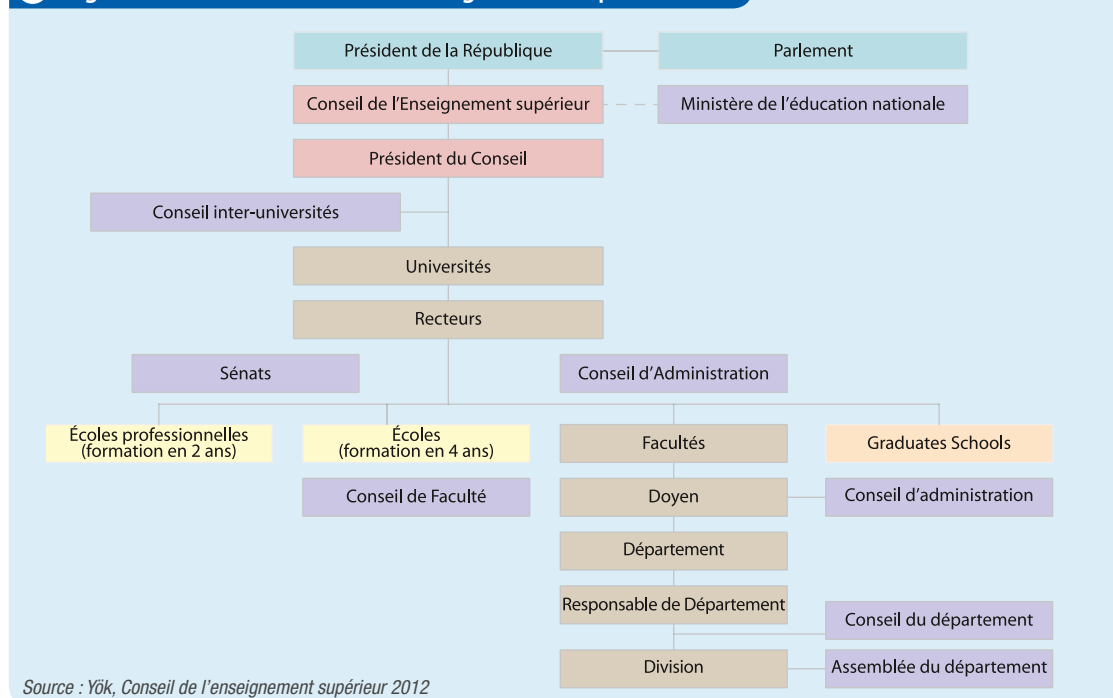 Président de la République
Parlement
Conseil de l'Enseignement supérieur
Ministère de l'éducation nationale
Président du Conseil
Conseil inter-universités
Universités
Recteurs
Sénats
Conseil d'Administration
Écoles professionnelles
(formation en 2 ans)
Écoles
(formation en 4 ans)
Facultés
Graduates Schools
Conseil de Faculté
Doyen
Conseil d'administration
Département
Responsable de Département
Conseil du département
Division
Assemblée du département
Source : Yök, Conseil de l'enseignement supérieur 2012